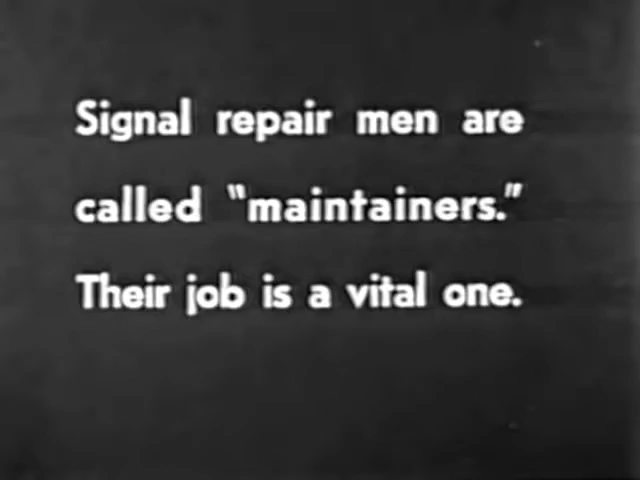 Signal repair men are
called "maintainers."
Their job is a vital one.